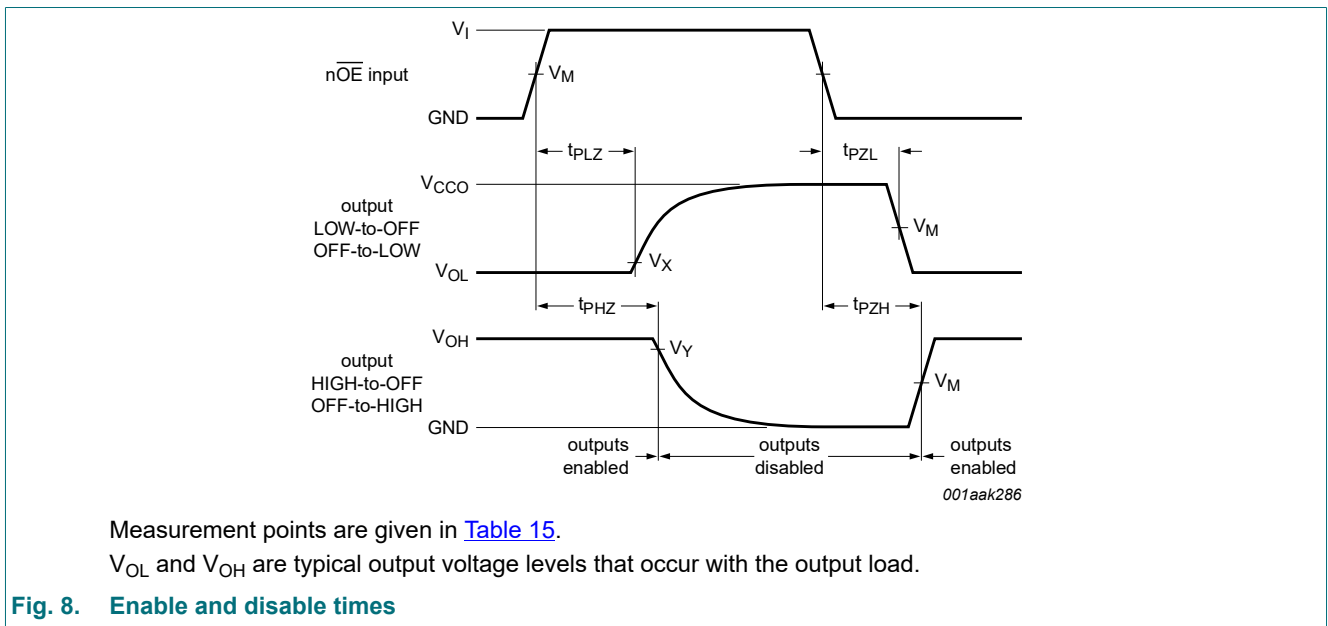 V_I
nOE input
V_M
GND
t_PLZ
t_PZL
V_CCO
output
LOW-to-OFF
OFF-to-LOW
V_M
V_X
V_OL
t_PHZ
t_PZH
V_OH
output
HIGH-to-OFF
OFF-to-HIGH
V_Y
V_M
GND
outputs
enabled
outputs
disabled
outputs
enabled
001aak286
Measurement points are given in Table 15.
V_OL and V_OH are typical output voltage levels that occur with the output load.
Fig. 8. Enable and disable times